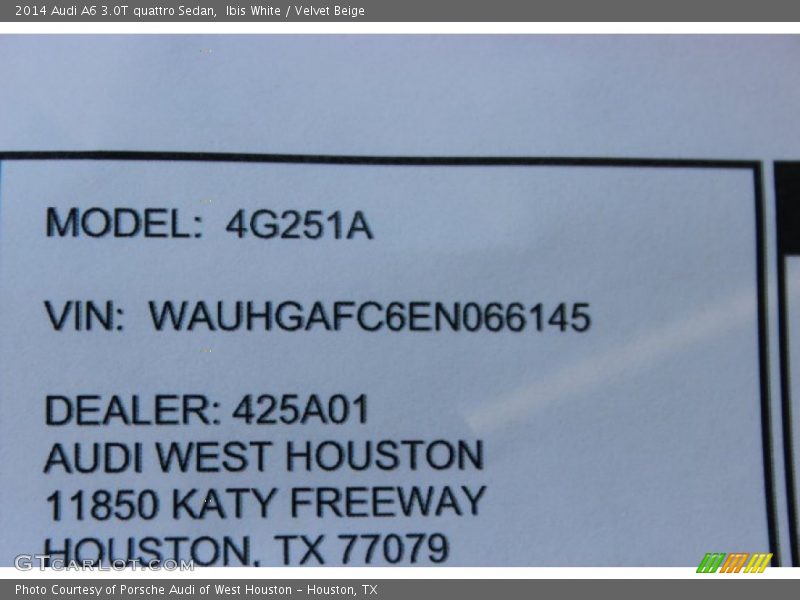 2014 Audi A6 3.0T quattro Sedan,  Ibis White / Velvet Beige
MODEL: 4G251A
VIN: WAUHGAFC6EN066145
DEALER: 425A01
AUDI WEST HOUSTON
11850 KATY FREEWAY
HOUSTON, TX 77079
GTcarlot.com
Photo Courtesy of Porsche Audi of West Houston – Houston, TX